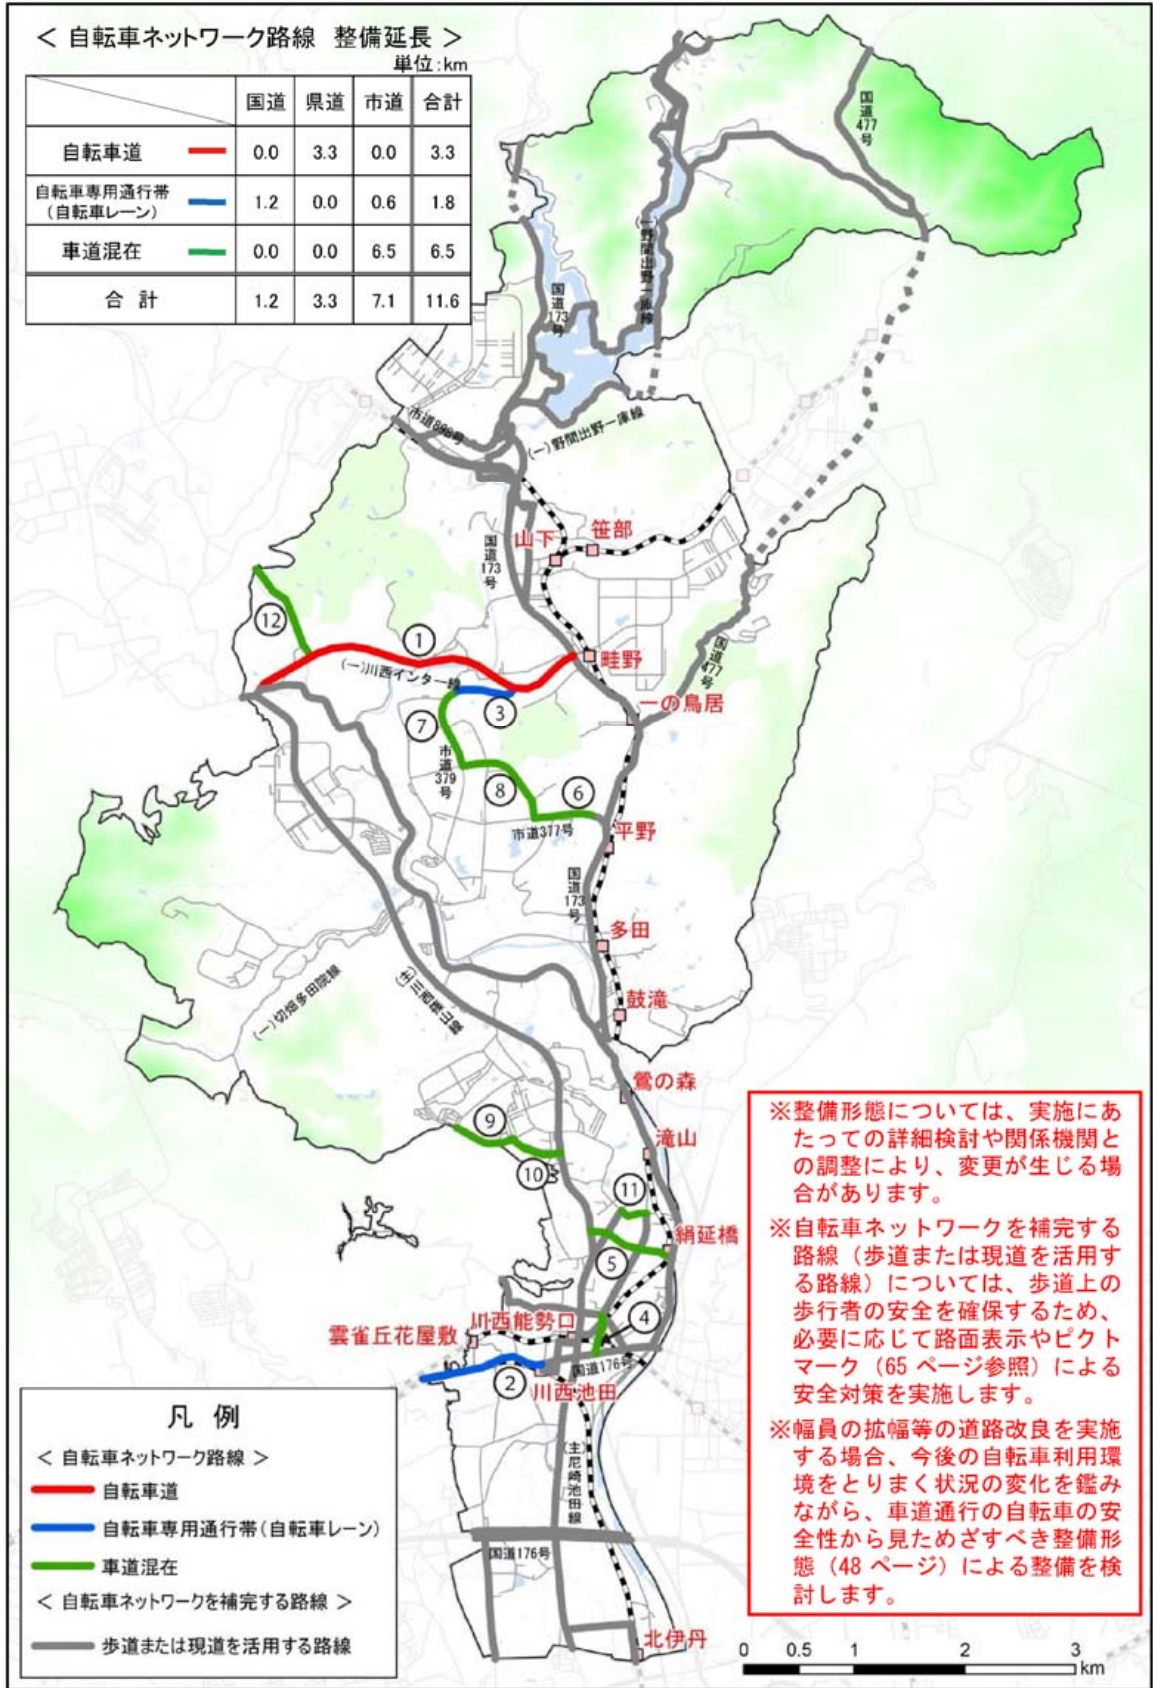 ＜ 自転車ネットワーク路線 整備延長 ＞
単位：km
国道 県道 市道 合計
自転車道 0.0 3.3 0.0 3.3
自転車専用通行帯
（自転車レーン） 1.2 0.0 0.6 1.8
車道混在 0.0 0.0 6.5 6.5
合 計 1.2 3.3 7.1 11.6
国道
477
号
(一)野間出野一庫線
国道
173
号
市道898号
(一)野間出野一庫線
国道
173
号
山下
笹部
⑫
①
(一)川西インター線
畦野
国道
477
号
③
一の鳥居
⑦
市道
379
号
⑧
⑥
市道377号
平野
国道
173
号
多田
(一)切畑多田院線
(主)川西篠山線
鼓滝
鶯の森
⑨
⑩
滝山
⑪
絹延橋
⑤
④
川西能勢口
雲雀丘花屋敷
国道176号
②
川西池田
(主)尼崎池田線
国道176号
北伊丹
※整備形態については、実施にあ
たっての詳細検討や関係機関と
の調整により、変更が生じる場
合があります。
※自転車ネットワークを補完する
路線（歩道または現道を活用す
る路線）については、歩道上の
歩行者の安全を確保するため、
必要に応じて路面表示やピクト
マーク（65 ページ参照）による
安全対策を実施します。
※幅員の拡幅等の道路改良を実施
する場合、今後の自転車利用環
境をとりまく状況の変化を鑑み
ながら、車道通行の自転車の安
全性から見ためざすべき整備形
態（48 ページ）による整備を検
討します。
凡 例
＜ 自転車ネットワーク路線 ＞
自転車道
自転車専用通行帯（自転車レーン）
車道混在
＜ 自転車ネットワークを補完する路線 ＞
歩道または現道を活用する路線
0 0.5 1 2 3
km